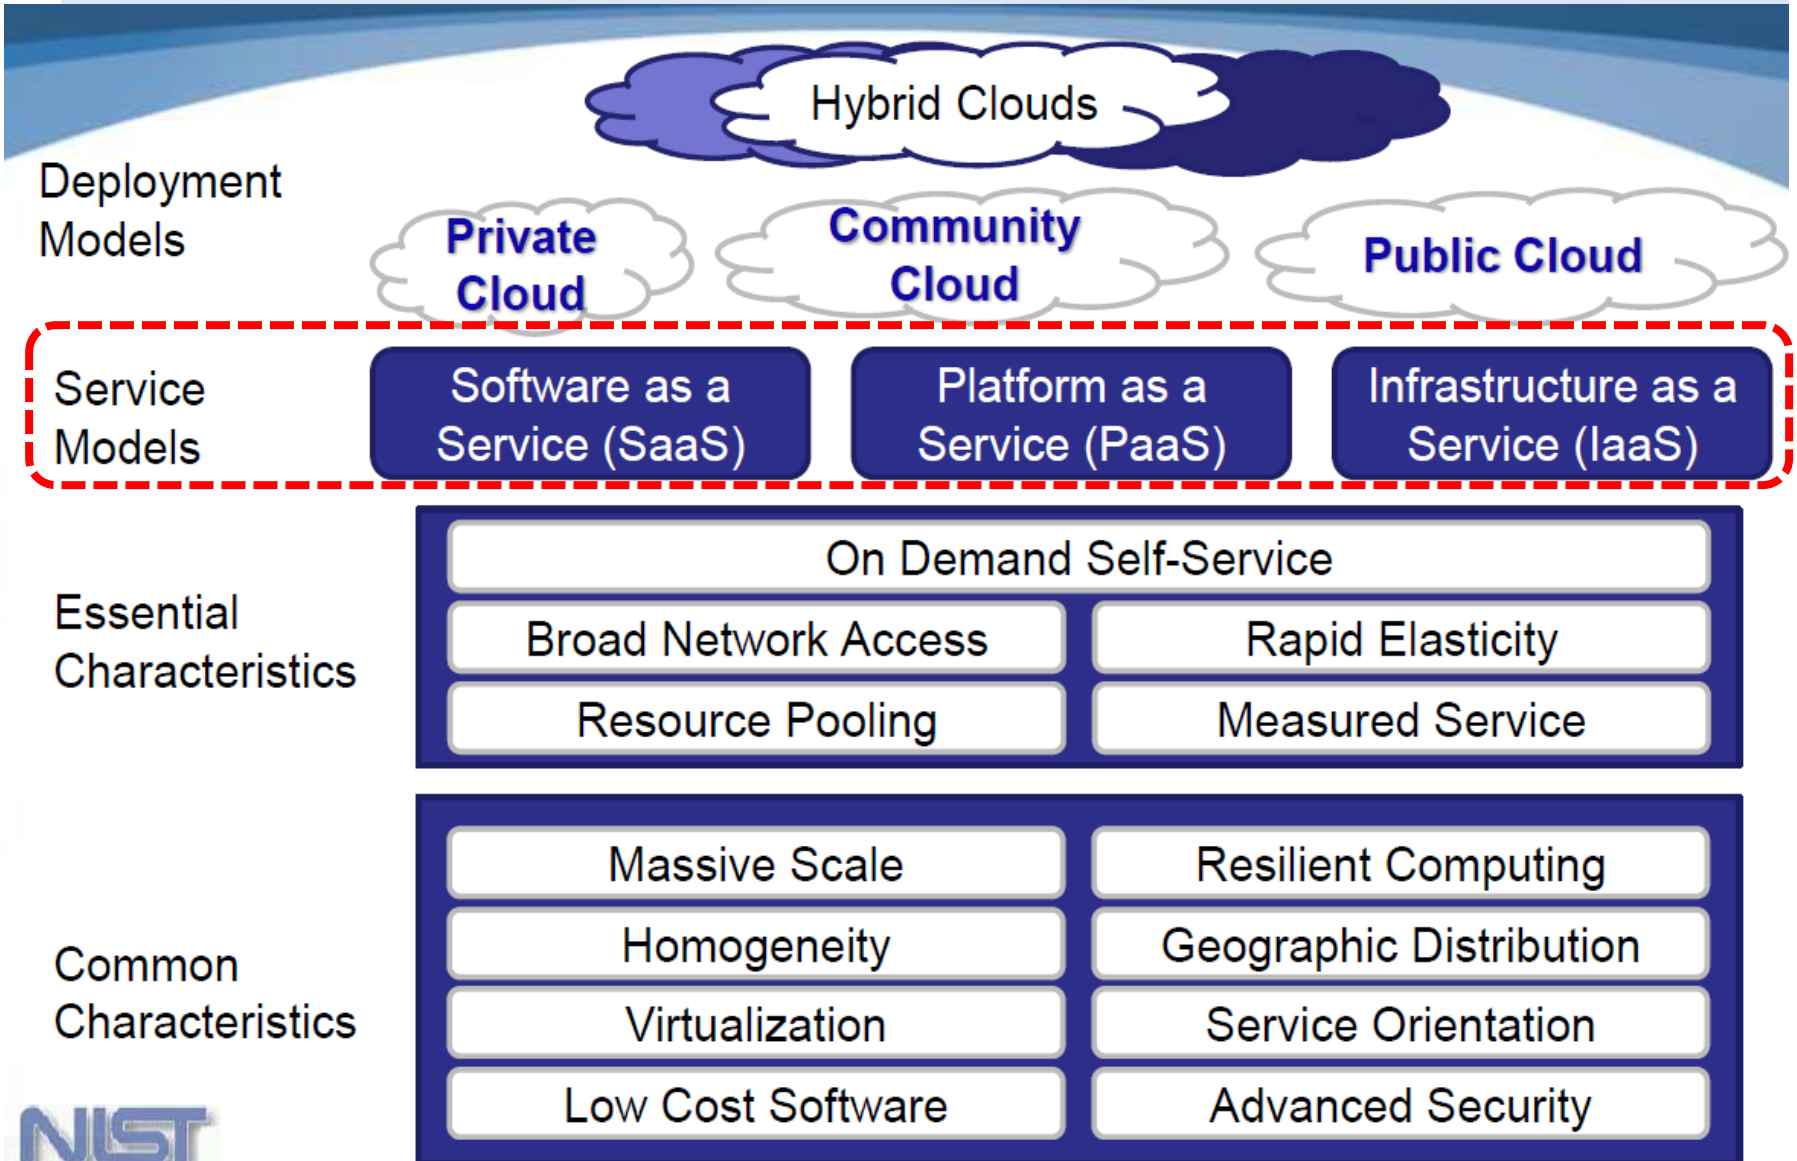 Hybrid Clouds
Deployment
Models
Private
Cloud
Community
Cloud
Public Cloud
Service
Models
Software as a
Service (SaaS)
Platform as a
Service (PaaS)
Infrastructure as a
Service (IaaS)
Essential
Characteristics
On Demand Self-Service
Broad Network Access
Rapid Elasticity
Resource Pooling
Measured Service
Common
Characteristics
Massive Scale
Resilient Computing
Homogeneity
Geographic Distribution
Virtualization
Service Orientation
Low Cost Software
Advanced Security
NIST